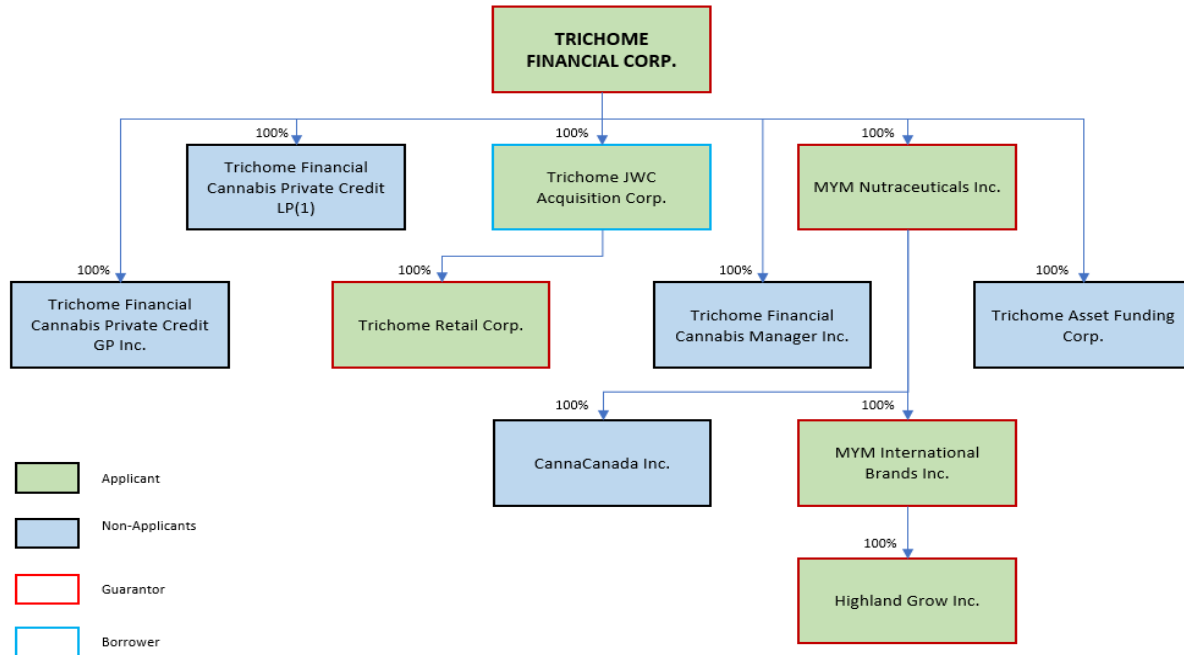 TRICHOME
FINANCIAL CORP.
100%
100%
100%
100%
Trichome Financial
Cannabis Private Credit
LP(1)
Trichome JWC
Acquisition Corp.
MYM Nutraceuticals Inc.
100%
100%
100%
100%
Trichome Financial
Cannabis Private Credit
GP Inc.
Trichome Retail Corp.
Trichome Financial
Cannabis Manager Inc.
Trichome Asset Funding
Corp.
100%
100%
CannaCanada Inc.
MYM International
Brands Inc.
100%
Highland Grow Inc.
Applicant
Non-Applicants
Guarantor
Borrower